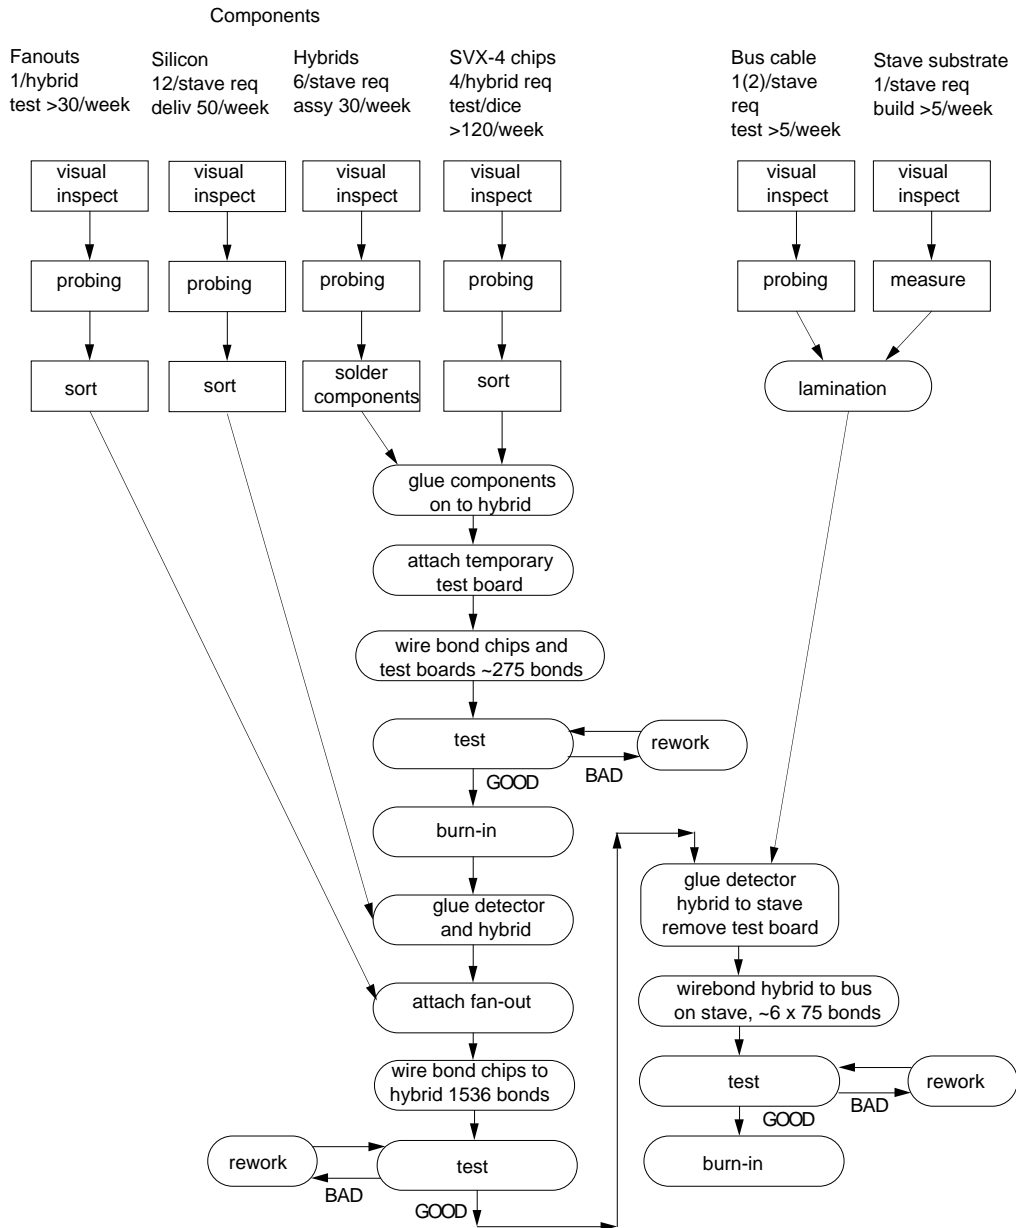 Components
Fanouts
1/hybrid
test >30/week
Silicon
12/stave req
deliv 50/week
Hybrids
6/stave req
assy 30/week
SVX-4 chips
4/hybrid req
test/dice
>120/week
Bus cable
1(2)/stave
req
test >5/week
Stave substrate
1/stave req
build >5/week
visual
inspect
visual
inspect
visual
inspect
visual
inspect
visual
inspect
visual
inspect
probing
probing
probing
probing
probing
measure
sort
sort
solder
components
sort
lamination
glue components
on to hybrid
attach temporary
test board
wire bond chips and
test boards ~275 bonds
test
rework
GOOD
BAD
burn-in
glue detector
and hybrid
attach fan-out
wire bond chips to
hybrid 1536 bonds
rework
test
BAD
GOOD
glue detector
hybrid to stave
remove test board
wirebond hybrid to bus
on stave, ~6 x 75 bonds
test
rework
GOOD
BAD
burn-in